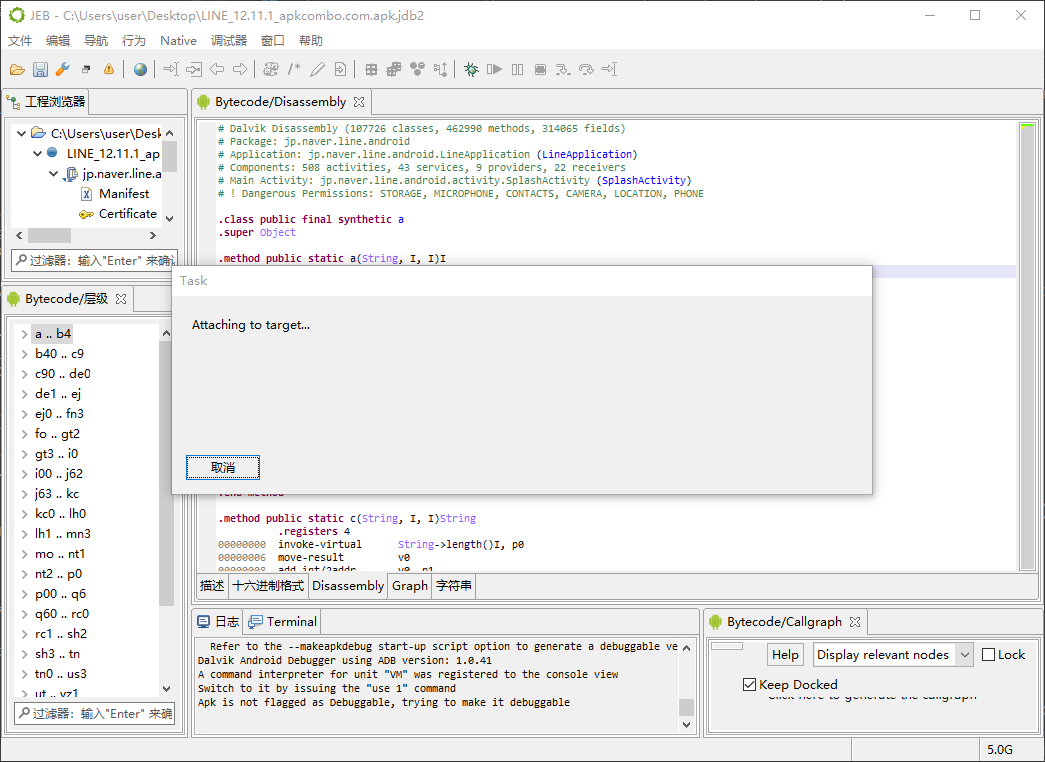 JEB - C:\Users\user\Desktop\LINE_12.11.1_apkcombo.com.apk.jdb2
文件 编辑 导航 行为 Native 调试器 窗口 帮助
工程浏览器
C:\Users\user\Desk
LINE_12.11.1_ap
jp.naver.line.a
Manifest
Certificate
过滤器: 输入"Enter" 来确
Bytecode/层级
a .. b4
b40 .. c9
c90 .. de0
de1 .. ej
ej0 .. fn3
fo .. gt2
gt3 .. i0
i00 .. j62
j63 .. kc
kc0 .. lh0
lh1 .. mn3
mo .. nt1
nt2 .. p0
p00 .. q6
q60 .. rc0
rc1 .. sh2
sh3 .. tn
tn0 .. us3
ut .. vz1
过滤器: 输入"Enter" 来确
Bytecode/Disassembly
# Dalvik Disassembly (107726 classes, 462990 methods, 314065 fields)
# Package: jp.naver.line.android
# Application: jp.naver.line.android.LineApplication (LineApplication)
# Components: 508 activities, 43 services, 9 providers, 22 receivers
# Main Activity: jp.naver.line.android.activity.SplashActivity (SplashActivity)
# ! Dangerous Permissions: STORAGE, MICROPHONE, CONTACTS, CAMERA, LOCATION, PHONE
.class public final synthetic a
.super Object
.method public static a(String, I, I)I
Task
Attaching to target...
取消
.end method
.method public static c(String, I, I)String
.registers 4
00000000 invoke-virtual String->length()I, p0
00000006 move-result v0
00000008 add-int/2addr v0, p1
描述 十六进制格式 Disassembly Graph 字符串
日志 Terminal
Refer to the --makeapkdebug start-up script option to generate a debuggable ve
Dalvik Android Debugger using ADB version: 1.0.41
A command interpreter for unit "VM" was registered to the console view
Switch to it by issuing the "use 1" command
Apk is not flagged as Debuggable, trying to make it debuggable
Bytecode/Callgraph
Help Display relevant nodes Lock
Keep Docked
Click here to generate the callgraph
5.0G